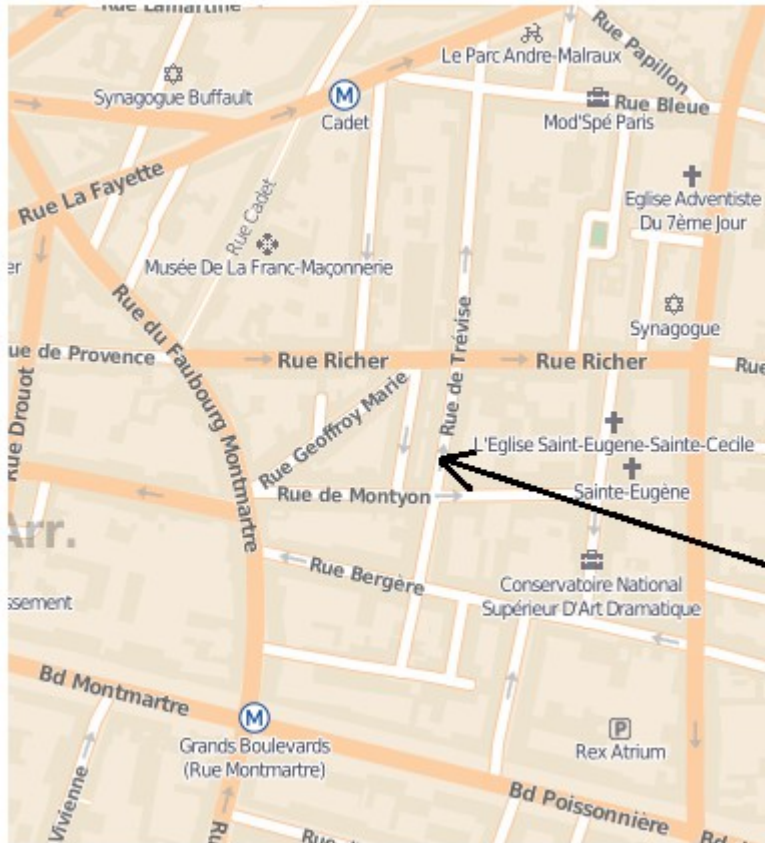 Rue Lamartine
Rue Papillon
Le Parc Andre-Malraux
Synagogue Buffault
M
Cadet
Rue Bleue
Mod'Spé Paris
Rue La Fayette
Rue Cadet
Eglise Adventiste
Du 7ème Jour
er
Musée De La Franc-Maçonnerie
Rue du Faubourg Montmartre
Rue de Trévise
Synagogue
ue de Provence
Rue Richer
Rue Richer
Rue
Rue Drouot
Rue Geoffroy Marie
L'Eglise Saint-Eugene-Sainte-Cecile
Rue de Montyon
Sainte-Eugène
Arr.
Rue Bergère
Conservatoire National
Supérieur D'Art Dramatique
ssement
Bd Montmartre
M
Grands Boulevards
(Rue Montmartre)
P
Rex Atrium
Vivienne
Bd Poissonnière
Ru
Rue
Bd